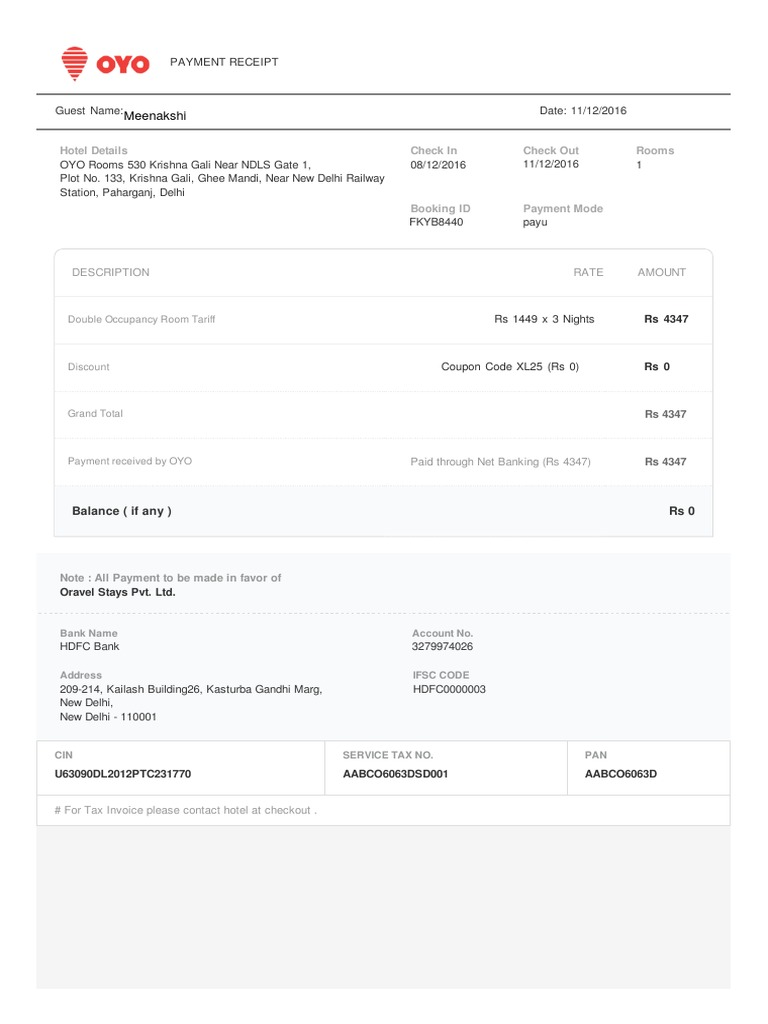 OYO PAYMENT RECEIPT
Guest Name: Meenakshi Date: 11/12/2016
Hotel Details Check In Check Out Rooms
OYO Rooms 530 Krishna Gali Near NDLS Gate 1, 08/12/2016 11/12/2016 1
Plot No. 133, Krishna Gali, Ghee Mandi, Near New Delhi Railway
Station, Paharganj, Delhi
Booking ID Payment Mode
FKYB8440 payu
DESCRIPTION RATE AMOUNT
Double Occupancy Room Tariff Rs 1449 x 3 Nights Rs 4347
Discount Coupon Code XL25 (Rs 0) Rs 0
Grand Total Rs 4347
Payment received by OYO Paid through Net Banking (Rs 4347) Rs 4347
Balance ( if any ) Rs 0
Note : All Payment to be made in favor of
Oravel Stays Pvt. Ltd.
Bank Name Account No.
HDFC Bank 3279974026
Address IFSC CODE
209-214, Kailash Building26, Kasturba Gandhi Marg, HDFC0000003
New Delhi,
New Delhi - 110001
CIN SERVICE TAX NO. PAN
U63090DL2012PTC231770 AABCO6063DSD001 AABCO6063D
# For Tax Invoice please contact hotel at checkout .